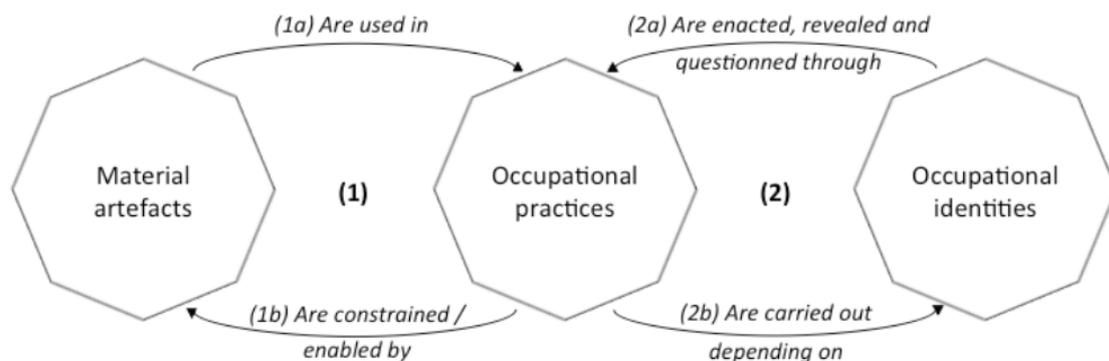 (1a) Are used in
(2a) Are enacted, revealed and
questionned through
Material
artefacts
(1)
Occupational
practices
(2)
Occupational
identities
(1b) Are constrained /
enabled by
(2b) Are carried out
depending on